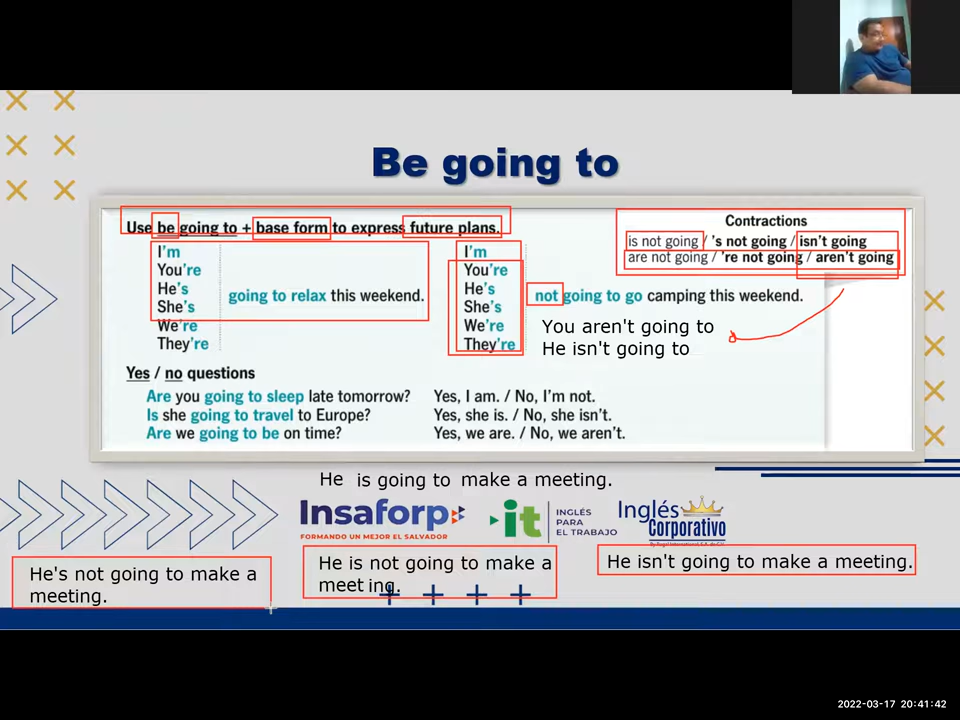 Be going to
Use be going to + base form to express future plans.
I'm
You're
He's
She's
We're
They're
going to relax this weekend.
I'm
You're
He's
She's
We're
They're
not going to go camping this weekend.
Contractions
is not going / 's not going / isn't going
are not going / 're not going / aren't going
You aren't going to
He isn't going to
Yes / no questions
Are you going to sleep late tomorrow? Yes, I am. / No, I'm not.
Is she going to travel to Europe? Yes, she is. / No, she isn't.
Are we going to be on time? Yes, we are. / No, we aren't.
He is going to make a meeting.
Insaforp
FORMANDO UN MEJOR EL SALVADOR
it
INGLÉS
PARA
EL TRABAJO
Inglés
Corporativo
He's not going to make a
meeting.
He is not going to make a
meeting.
He isn't going to make a meeting.
2022-03-17 20:41:42